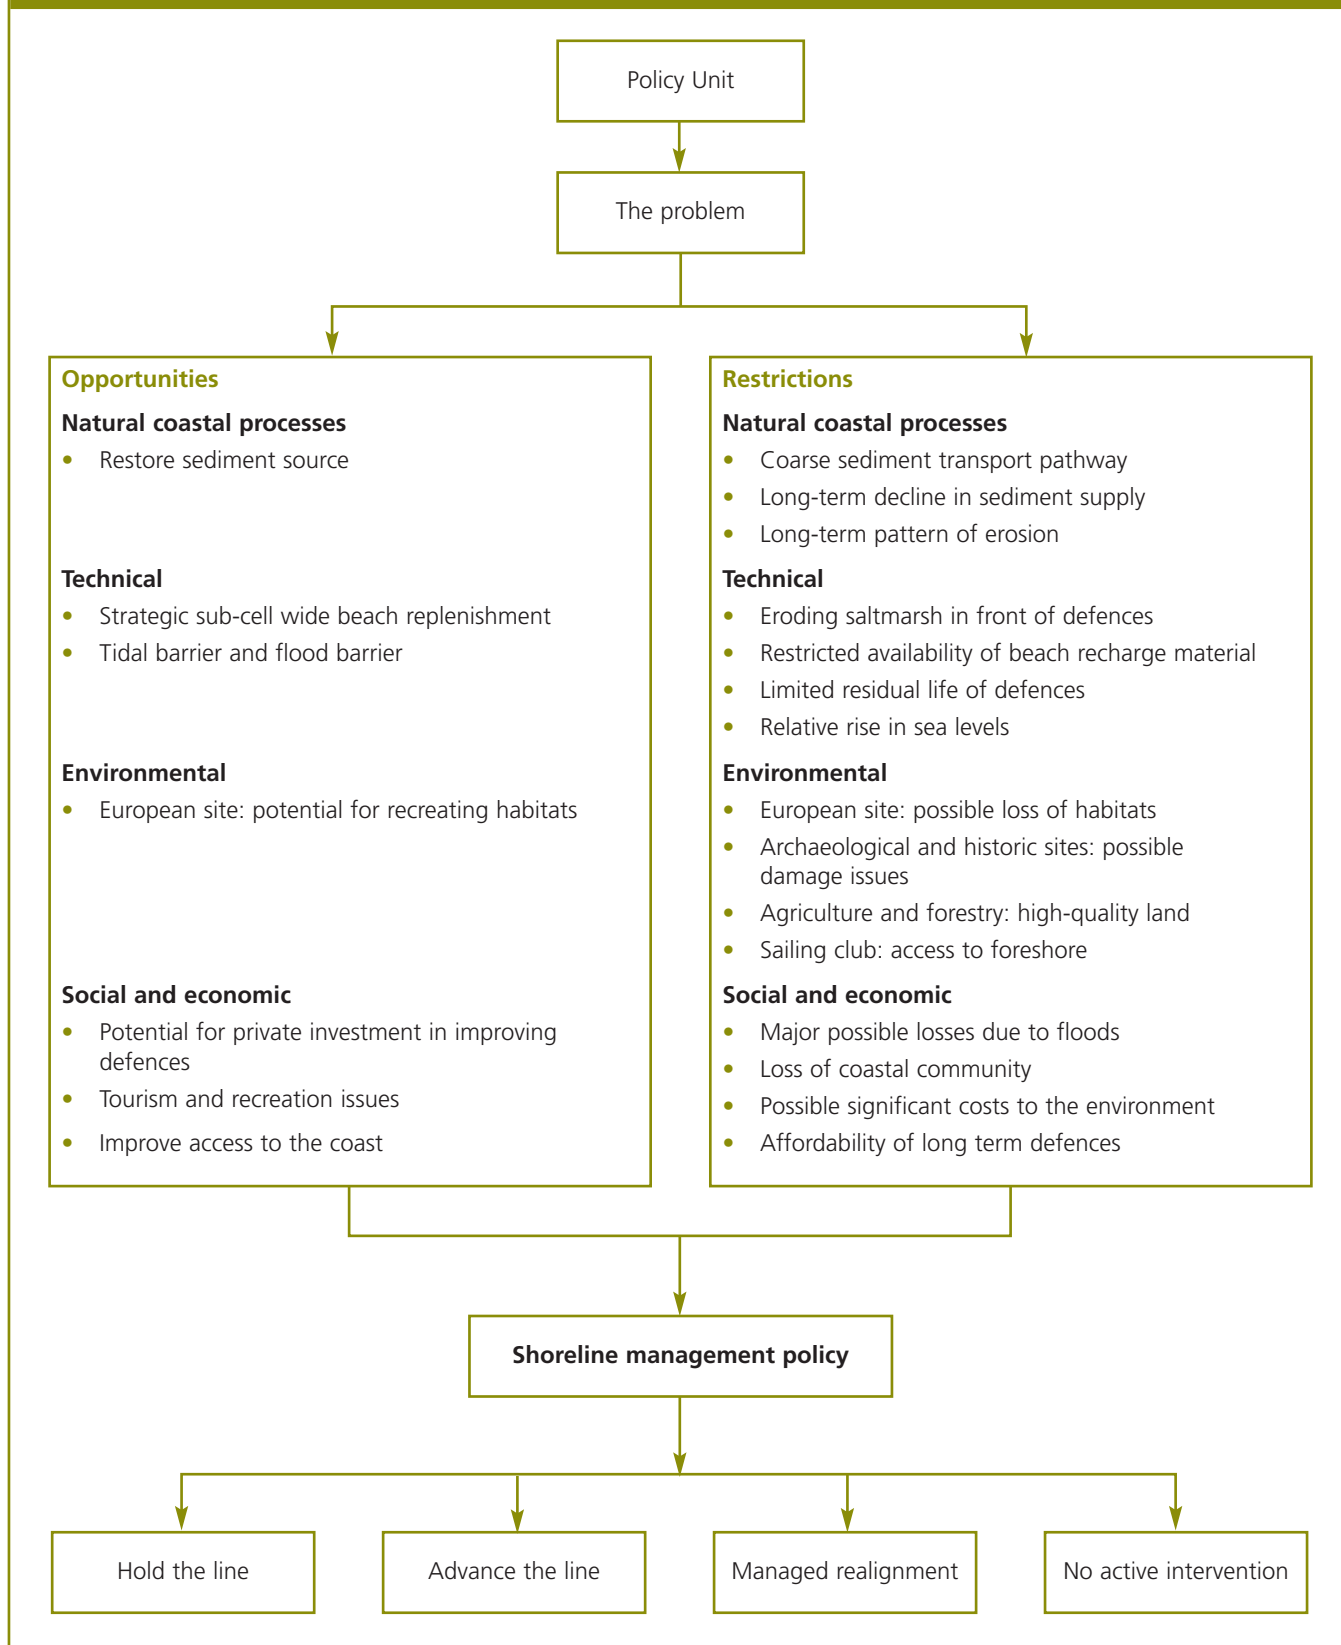 Policy Unit
The problem
Opportunities
Natural coastal processes
• Restore sediment source
Technical
• Strategic sub-cell wide beach replenishment
• Tidal barrier and flood barrier
Environmental
• European site: potential for recreating habitats
Social and economic
• Potential for private investment in improving
defences
• Tourism and recreation issues
• Improve access to the coast
Restrictions
Natural coastal processes
• Coarse sediment transport pathway
• Long-term decline in sediment supply
• Long-term pattern of erosion
Technical
• Eroding saltmarsh in front of defences
• Restricted availability of beach recharge material
• Limited residual life of defences
• Relative rise in sea levels
Environmental
• European site: possible loss of habitats
• Archaeological and historic sites: possible
damage issues
• Agriculture and forestry: high-quality land
• Sailing club: access to foreshore
Social and economic
• Major possible losses due to floods
• Loss of coastal community
• Possible significant costs to the environment
• Affordability of long term defences
Shoreline management policy
Hold the line
Advance the line
Managed realignment
No active intervention